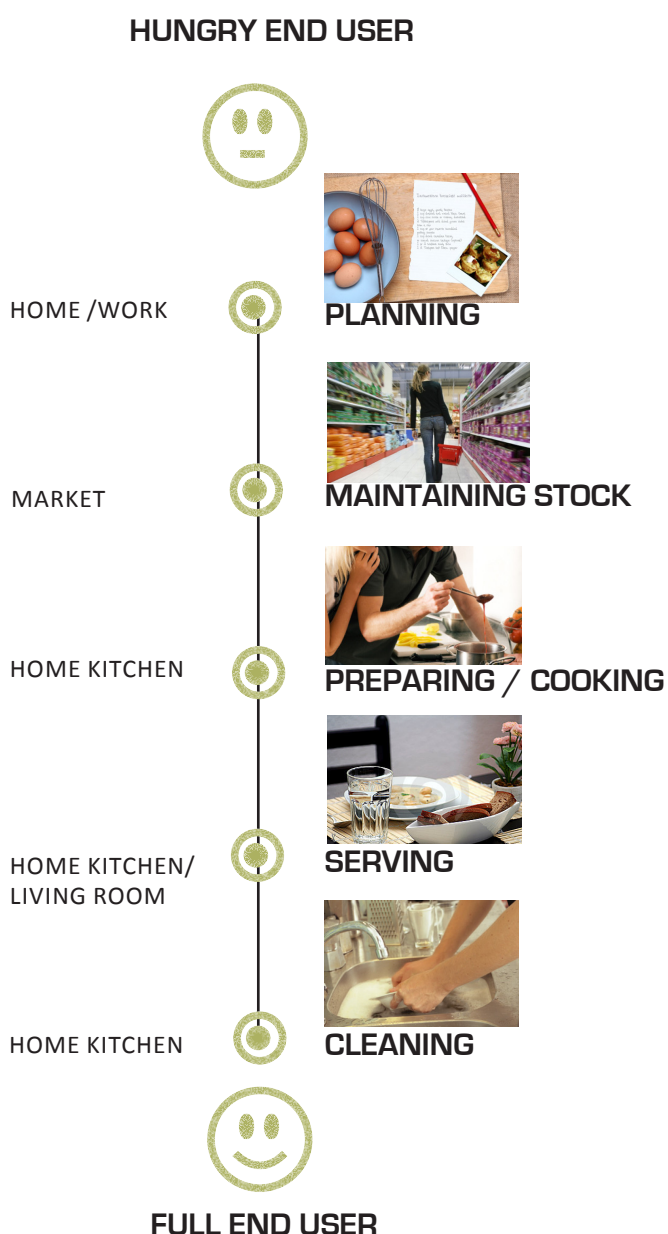 HUNGRY END USER
HOME /WORK
PLANNING
MARKET
MAINTAINING STOCK
HOME KITCHEN
PREPARING / COOKING
HOME KITCHEN/
LIVING ROOM
SERVING
HOME KITCHEN
CLEANING
FULL END USER